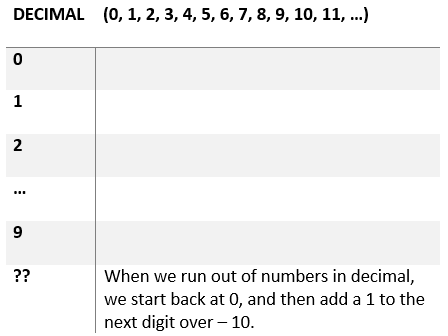 DECIMAL (0, 1, 2, 3, 4, 5, 6, 7, 8, 9, 10, 11, …)
0
1
2
…
9
?? When we run out of numbers in decimal,
we start back at 0, and then add a 1 to the
next digit over – 10.